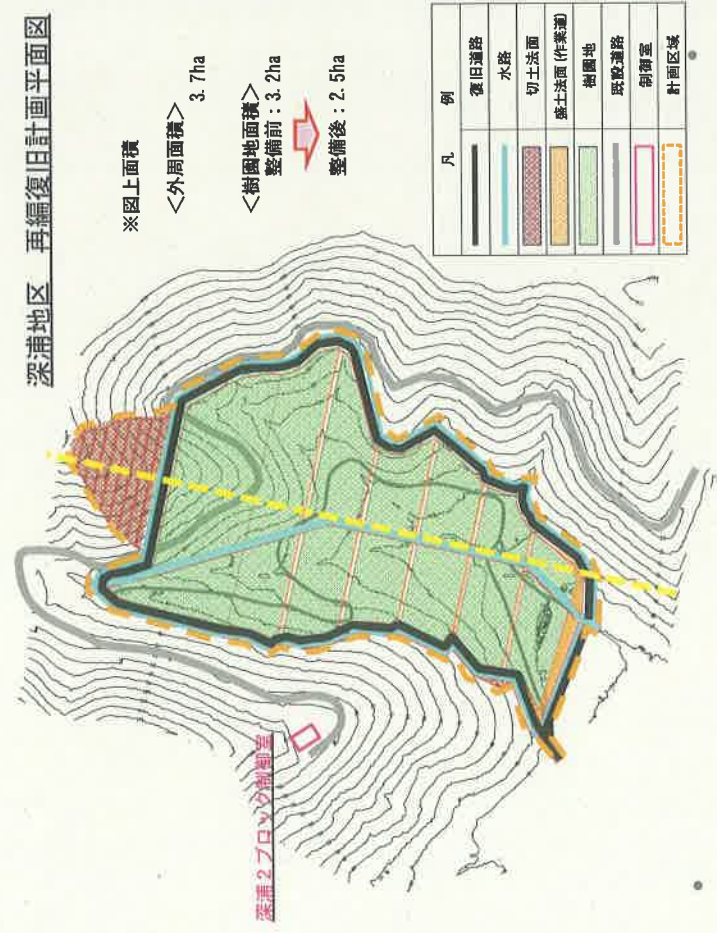 深浦地区　再編復旧計画平面図
※図上面積
＜外周面積＞
3.7ha
＜樹園地面積＞
整備前：3.2ha
整備後：2.5ha
凡　例
復旧道路
水路
切土法面
盛土法面(作業道)
樹園地
既設道路
制御室
計画区域
深浦２ブロック制御室